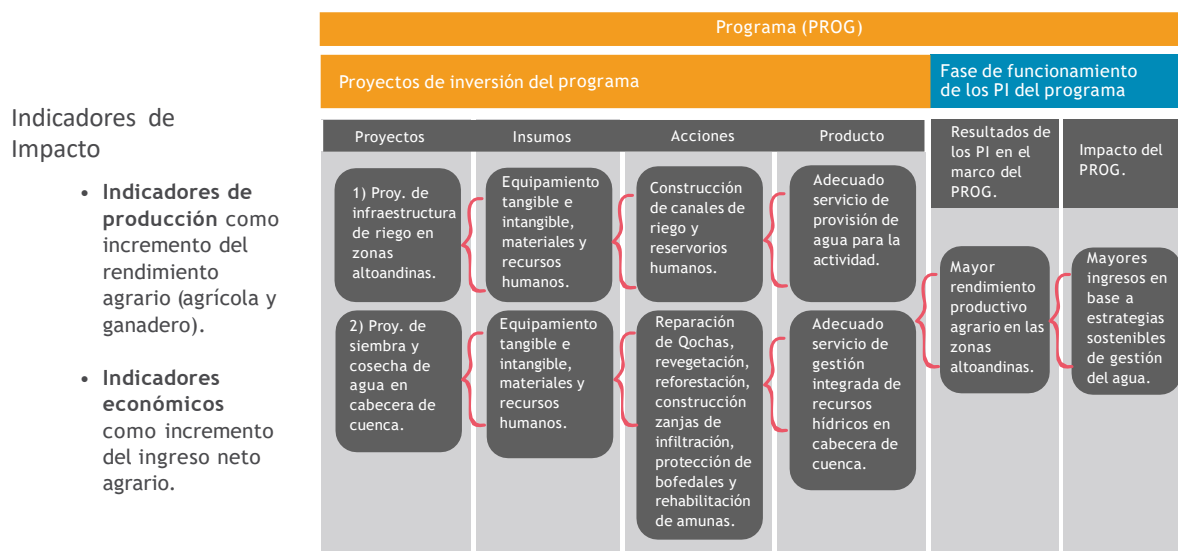 Programa (PROG)
Proyectos de inversión del programa
Fase de funcionamiento
de los PI del programa
Indicadores de
Impacto
• Indicadores de
producción como
incremento del
rendimiento
agrario (agrícola y
ganadero).
• Indicadores
económicos
como incremento
del ingreso neto
agrario.
Proyectos
Insumos
Acciones
Producto
Resultados de
los PI en el
marco del
PROG.
Impacto del
PROG.
1) Proy. de
infraestructura
de riego en
zonas
altoandinas.
Equipamiento
tangible e
intangible,
materiales y
recursos
humanos.
Construcción
de canales de
riego y
reservorios
humanos.
Adecuado
servicio de
provisión de
agua para la
actividad.
2) Proy. de
siembra y
cosecha de
agua en
cabecera de
cuenca.
Equipamiento
tangible e
intangible,
materiales y
recursos
humanos.
Reparación
de Qochas,
revegetación,
reforestación,
construcción
zanjas de
infiltración,
protección de
bofedales y
rehabilitación
de amunas.
Adecuado
servicio de
gestión
integrada de
recursos
hídricos en
cabecera de
cuenca.
Mayor
rendimiento
productivo
agrario en las
zonas
altoandinas.
Mayores
ingresos en
base a
estrategias
sostenibles
de gestión
del agua.